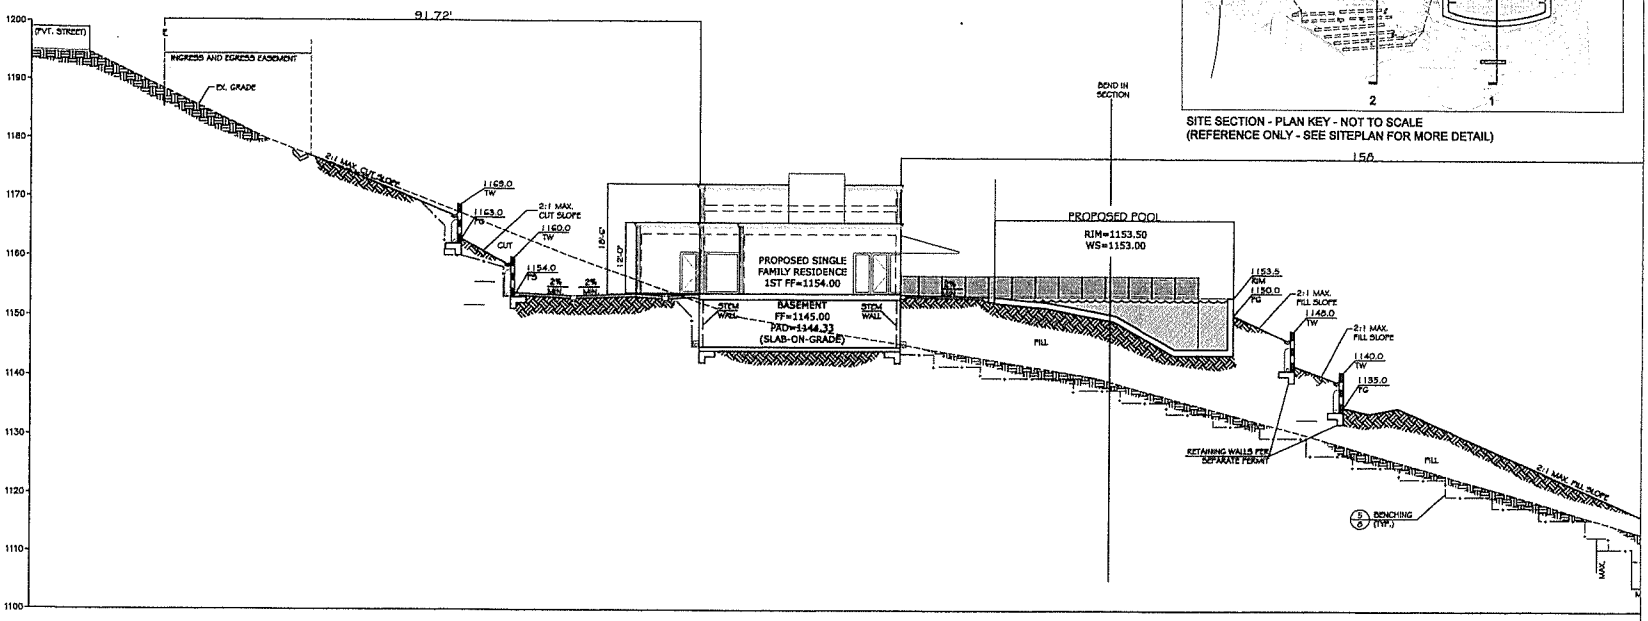 1200
1190
1180
1170
1160
1150
1140
1130
1120
1110
1100
(PVT. STREET)
91.72'
INGRESS AND EGRESS EASEMENT
EX. GRADE
2:1 MAX. CUT SLOPE
1169.0
TW
1163.0
FG
2:1 MAX.
CUT SLOPE
CUT
1160.0
TW
1154.0
FG
2%
MIN.
2%
MIN.
18'-6"
12'-0"
PROPOSED SINGLE
FAMILY RESIDENCE
1ST FF=1154.00
BASEMENT
FF=1145.00
PAD=1144.33
(SLAB-ON-GRADE)
STEM
WALL
STEM
WALL
2%
MIN.
PROPOSED POOL
RIM=1153.50
WS=1153.00
BEND IN
SECTION
FILL
1153.5
RIM
1150.0
FG
2:1 MAX.
FILL SLOPE
1148.0
TW
2:1 MAX.
FILL SLOPE
1140.0
TW
1135.0
FG
RETAINING WALLS PER
SEPARATE PERMIT
FILL
2:1 MAX. FILL SLOPE
5
6
BENCHING
(TYP.)
MAX.
158
2
1
SITE SECTION - PLAN KEY - NOT TO SCALE
(REFERENCE ONLY - SEE SITEPLAN FOR MORE DETAIL)